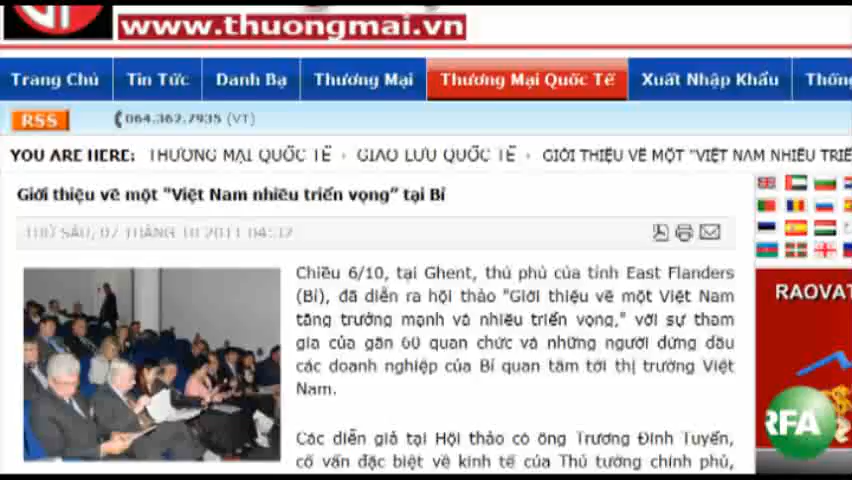 www.thuongmai.vn
Trang Chủ Tin Tức Danh Bạ Thương Mại Thương Mại Quốc Tế Xuất Nhập Khẩu Thống
RSS 064.362.7935 (VT)
YOU ARE HERE: THƯƠNG MẠI QUỐC TẾ › GIAO LƯU QUỐC TẾ › GIỚI THIỆU VỀ MỘT "VIỆT NAM NHIỀU TRIỂ
Giới thiệu về một "Việt Nam nhiều triển vọng” tại Bỉ
THỨ SÁU, 07 THÁNG 10 2011 04:37
Chiều 6/10, tại Ghent, thủ phủ của tỉnh East Flanders
(Bỉ), đã diễn ra hội thảo "Giới thiệu về một Việt Nam
tăng trưởng mạnh và nhiều triển vọng," với sự tham
gia của gần 60 quan chức và những người đứng đầu
các doanh nghiệp của Bỉ quan tâm tới thị trường Việt
Nam.
Các diễn giả tại Hội thảo có ông Trương Đình Tuyển,
cố vấn đặc biệt về kinh tế của Thủ tướng chính phủ,
RAOVAT
RFA